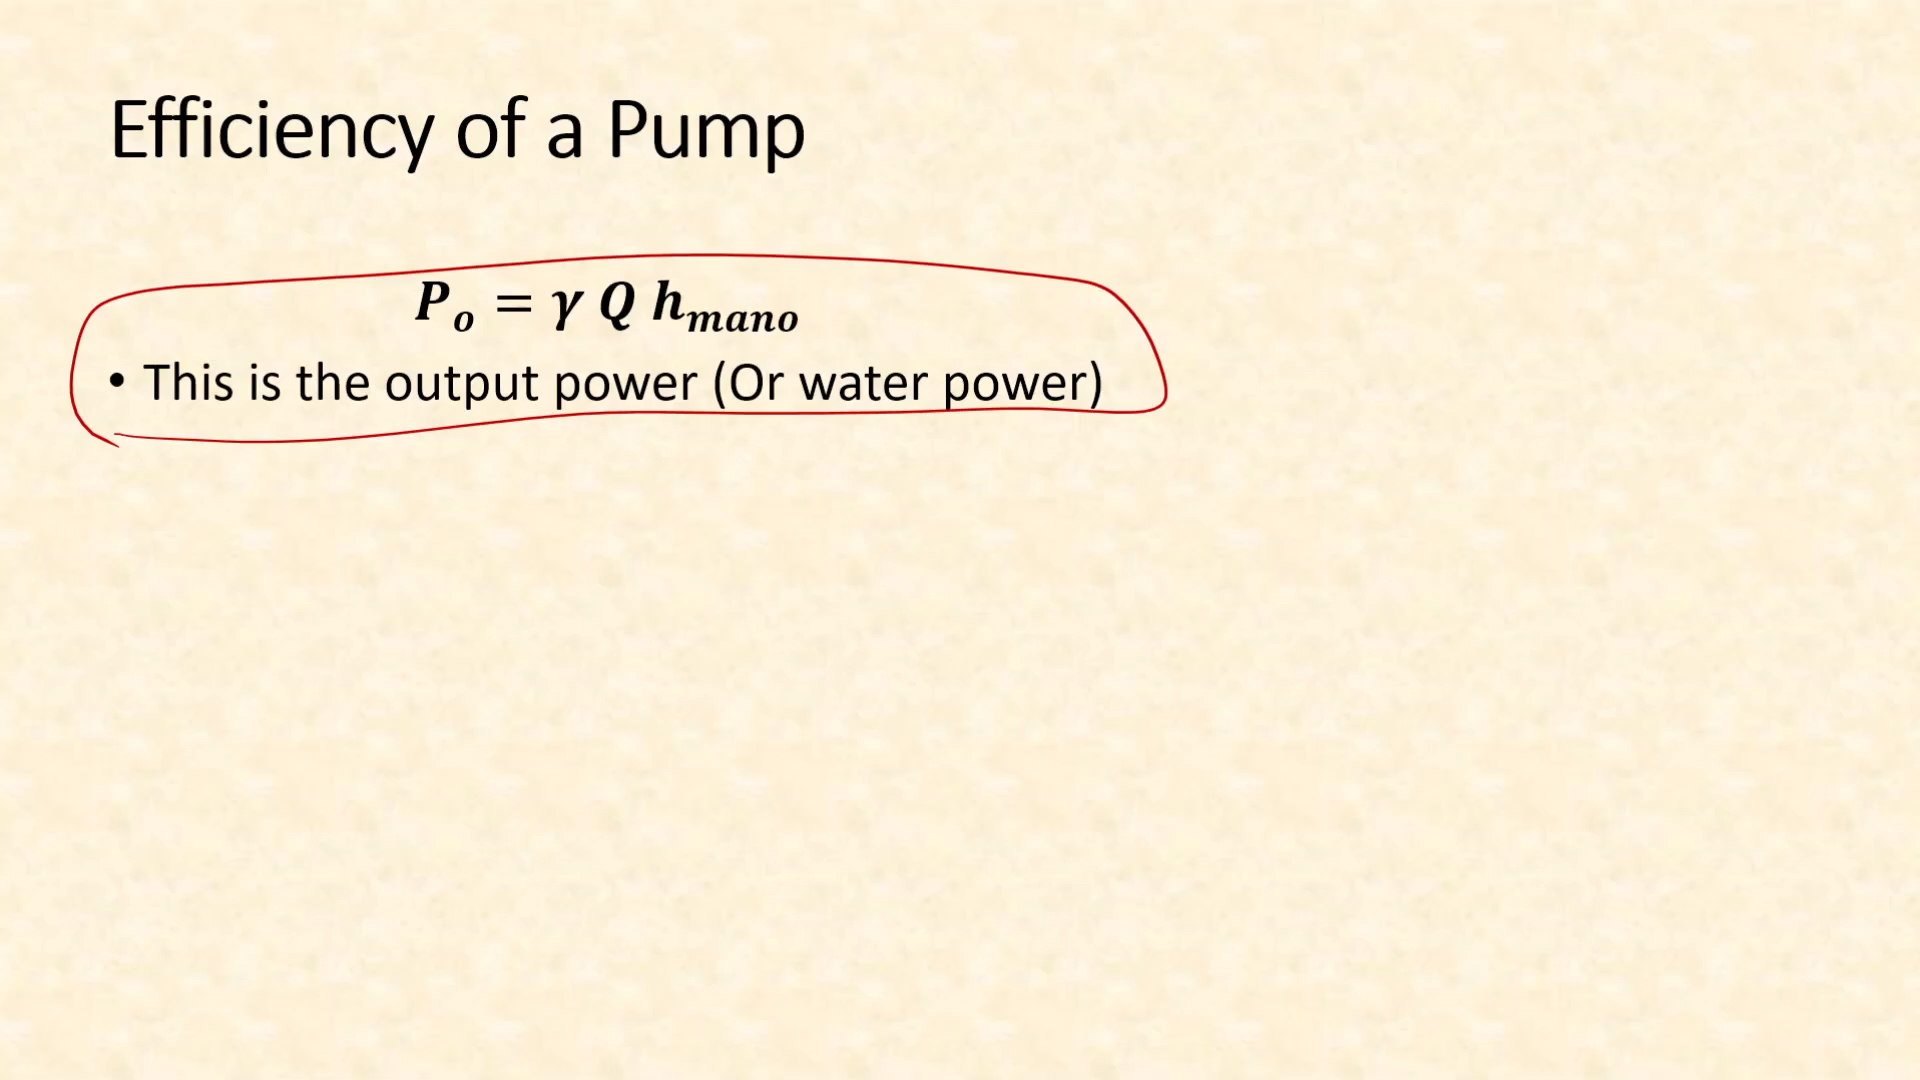 Efficiency of a Pump
P_o = γ Q h_mano
• This is the output power (Or water power)